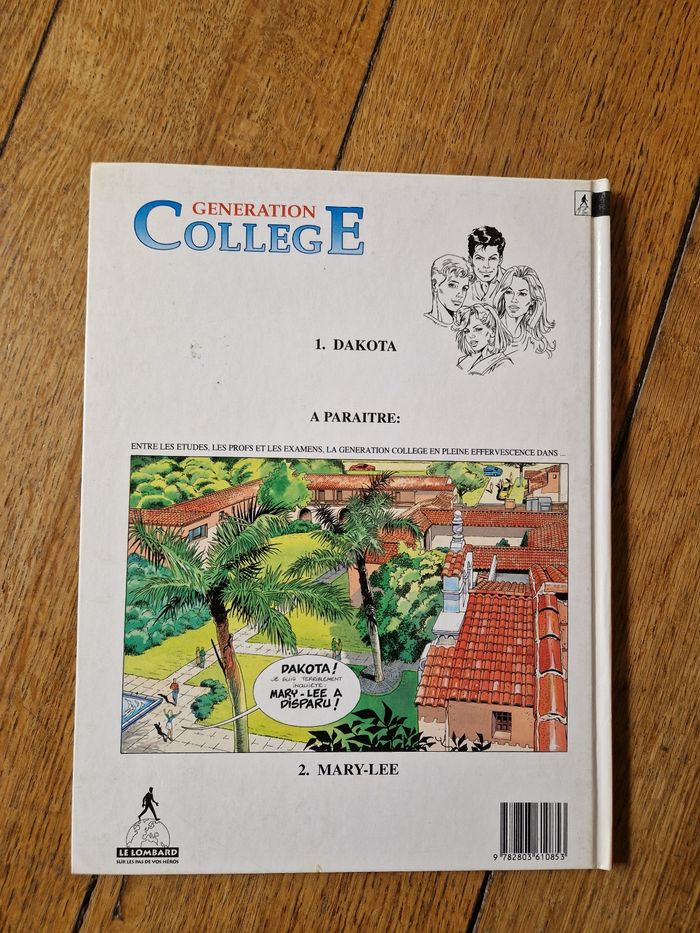 GENERATION
COLLEGE
1. DAKOTA
A PARAITRE:
ENTRE LES ETUDES, LES PROFS ET LES EXAMENS, LA GENERATION COLLEGE EN PLEINE EFFERVESCENCE DANS ...
DAKOTA!
JE SUIS TERRIBLEMENT
INQUIÈTE.
MARY-LEE A
DISPARU!
2. MARY-LEE
LE LOMBARD
SUR LES PAS DE VOS HÉROS
9 782803 610853